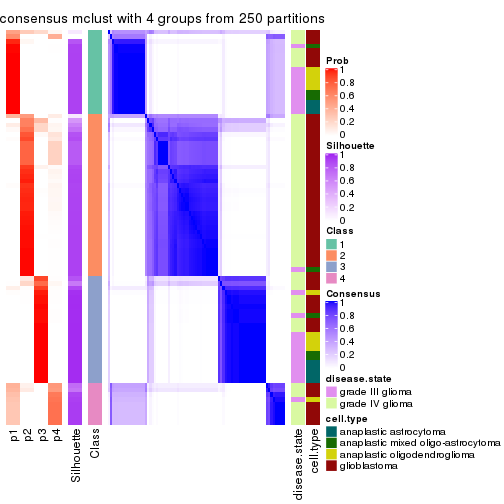 consensus mclust with 4 groups from 250 partitions
Prob
1
0.8
0.6
0.4
0.2
0
Silhouette
1
0.8
0.6
0.4
0.2
0
Class
1
2
3
4
Consensus
1
0.8
0.6
0.4
0.2
0
disease.state
grade III glioma
grade IV glioma
cell.type
anaplastic astrocytoma
anaplastic mixed oligo-astrocytoma
anaplastic oligodendroglioma
glioblastoma
p1
p2
p3
p4
Silhouette
Class
disease.state
cell.type